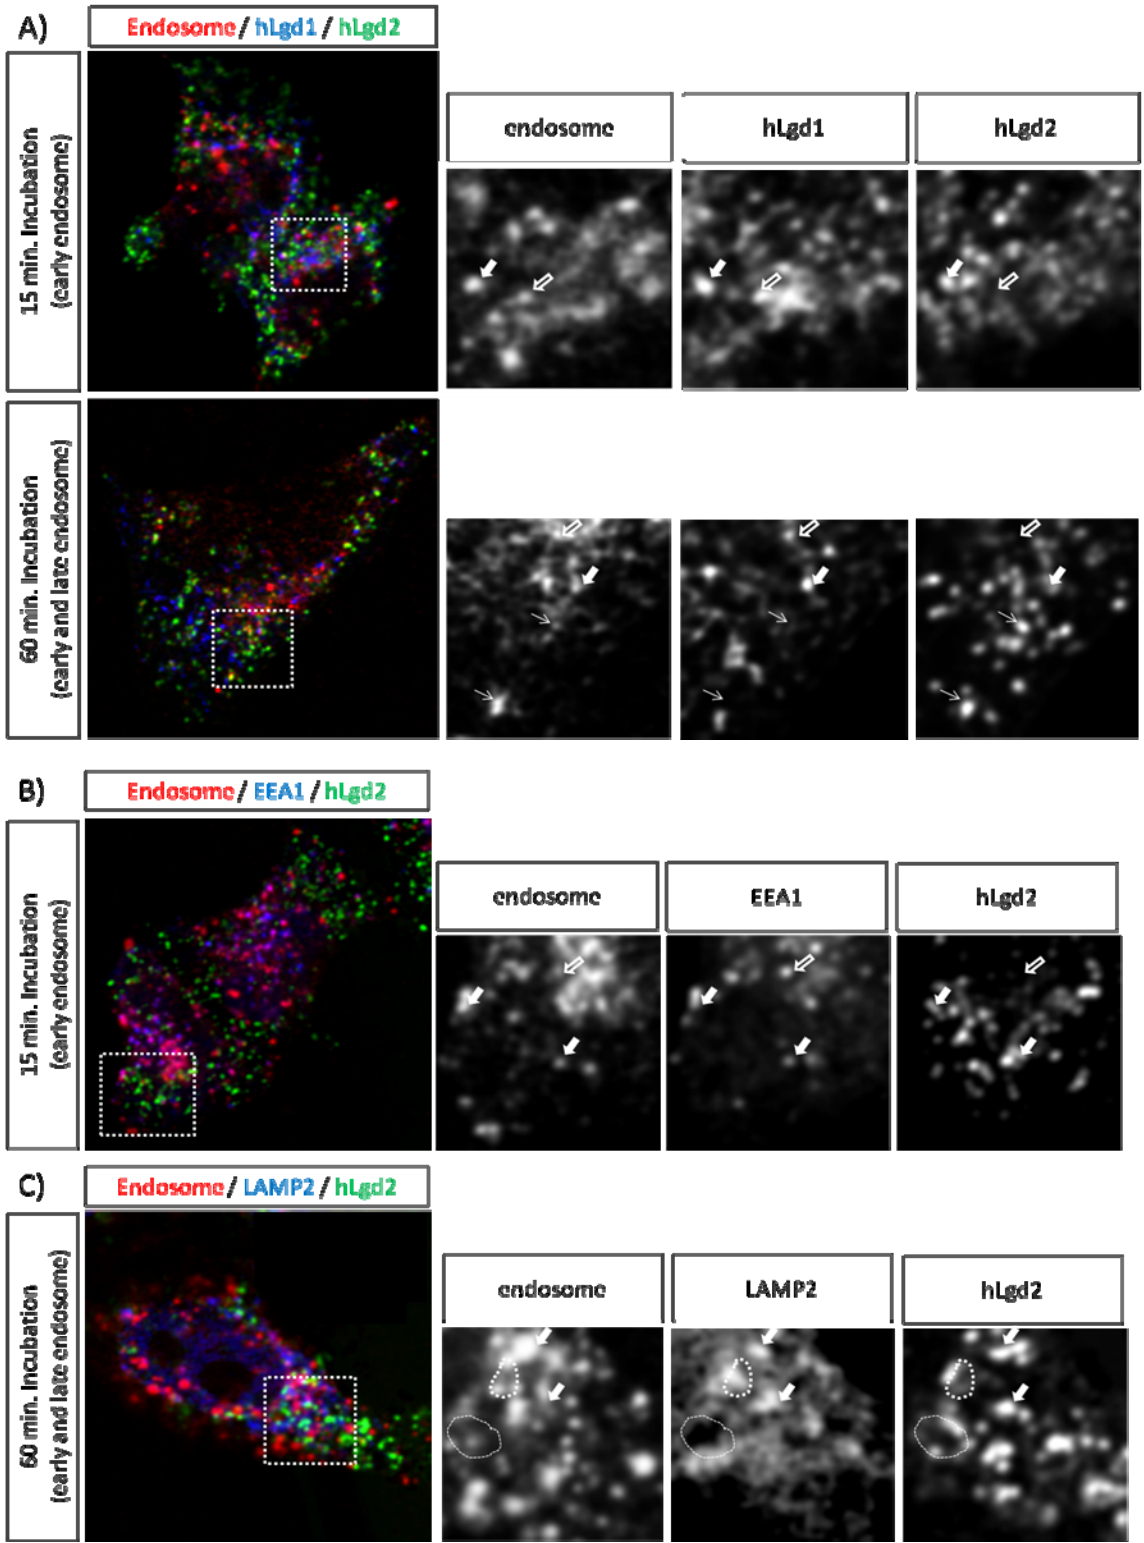 A)
Endosome / hLgd1 / hLgd2
15 min. Incubation
(early endosome)
endosome
hLgd1
hLgd2
60 min. Incubation
(early and late endosome)
B)
Endosome / EEA1 / hLgd2
15 min. Incubation
(early endosome)
endosome
EEA1
hLgd2
C)
Endosome / LAMP2 / hLgd2
60 min. Incubation
(early and late endosome)
endosome
LAMP2
hLgd2